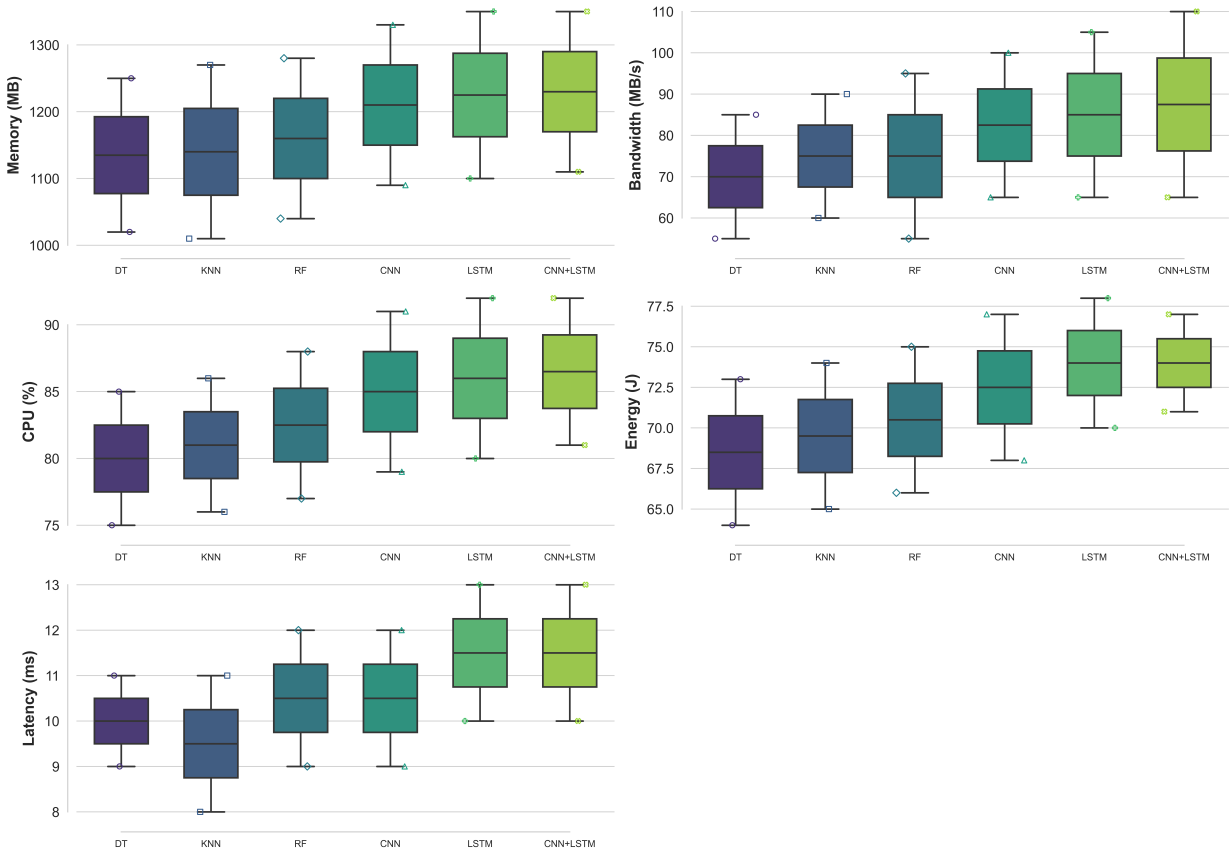 Memory (MB)
1300
1200
1100
1000
DT KNN RF CNN LSTM CNN+LSTM
Bandwidth (MB/s)
110
100
90
80
70
60
DT KNN RF CNN LSTM CNN+LSTM
CPU (%)
90
85
80
75
DT KNN RF CNN LSTM CNN+LSTM
Energy (J)
77.5
75.0
72.5
70.0
67.5
65.0
DT KNN RF CNN LSTM CNN+LSTM
Latency (ms)
13
12
11
10
9
8
DT KNN RF CNN LSTM CNN+LSTM